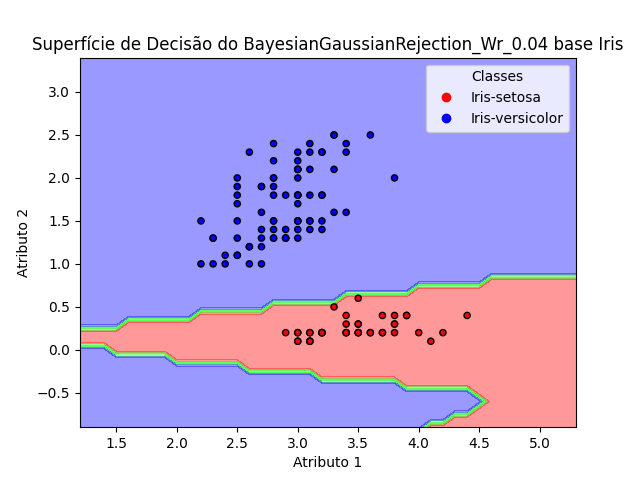 Superfície de Decisão do BayesianGaussianRejection_Wr_0.04 base Iris
Classes
Iris-setosa
Iris-versicolor
Atributo 2
3.0
2.5
2.0
1.5
1.0
0.5
0.0
−0.5
1.5 2.0 2.5 3.0 3.5 4.0 4.5 5.0
Atributo 1